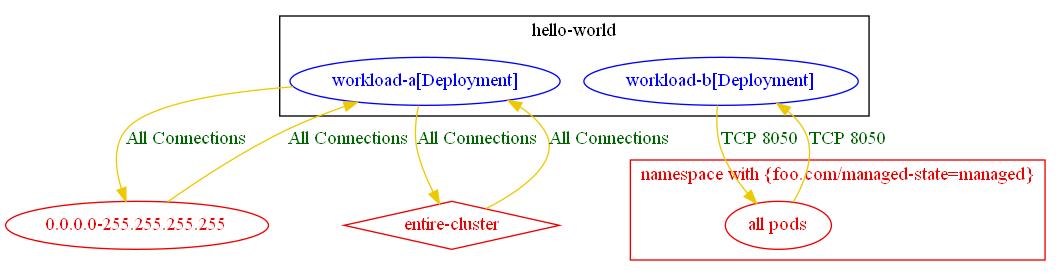 hello-world
workload-a[Deployment]
workload-b[Deployment]
All Connections
All Connections
All Connections
All Connections
TCP 8050
TCP 8050
namespace with {foo.com/managed-state=managed}
0.0.0.0-255.255.255.255
entire-cluster
all pods